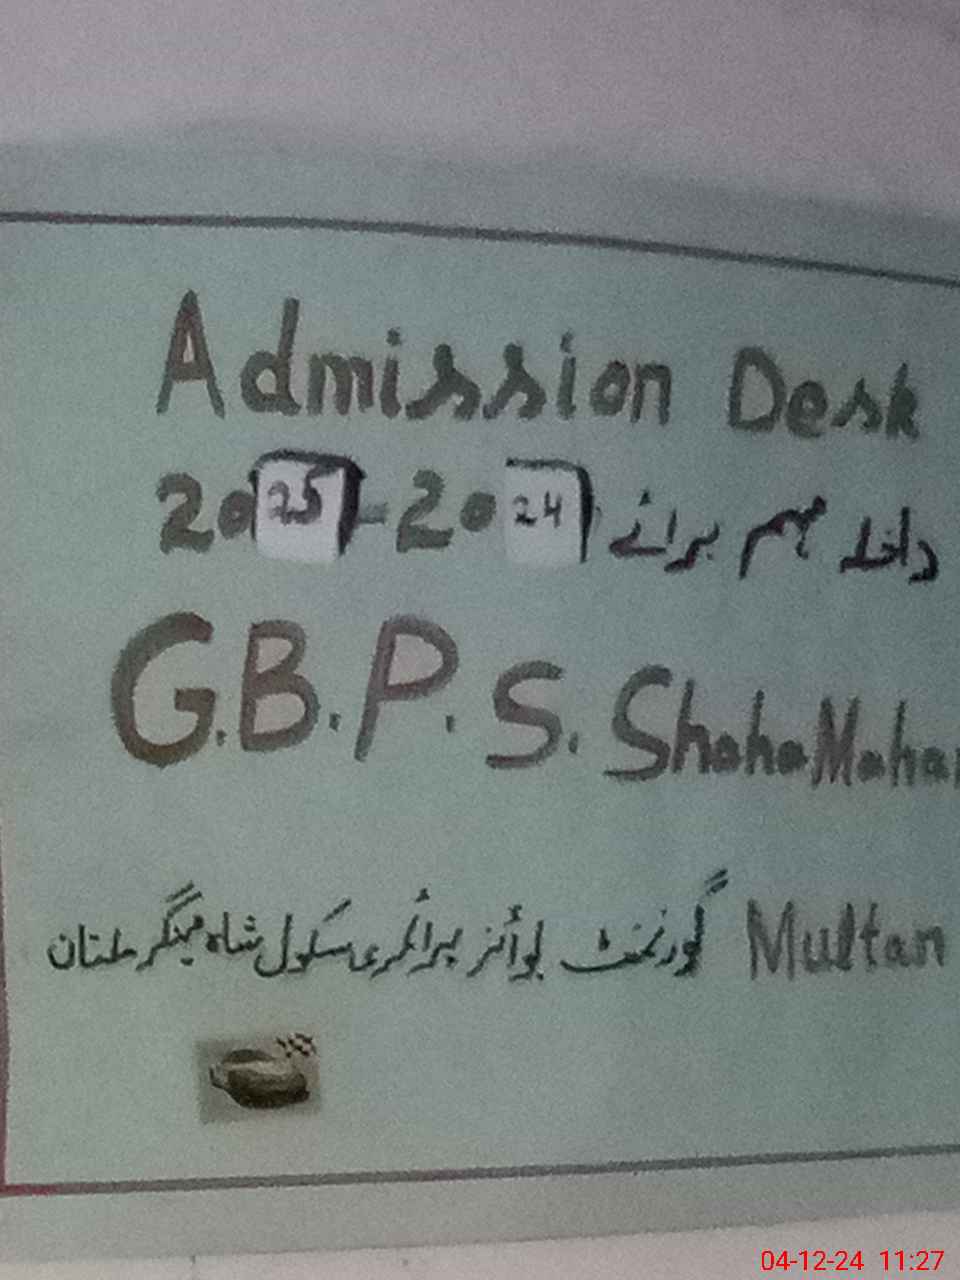 Admission Desk
داخلہ مہم برائے 2025-2024
G.B.P.S. Shaha
Multan گورنمنٹ بوائز پرائمری سکول شاہ ملتان
04-12-24 11:27